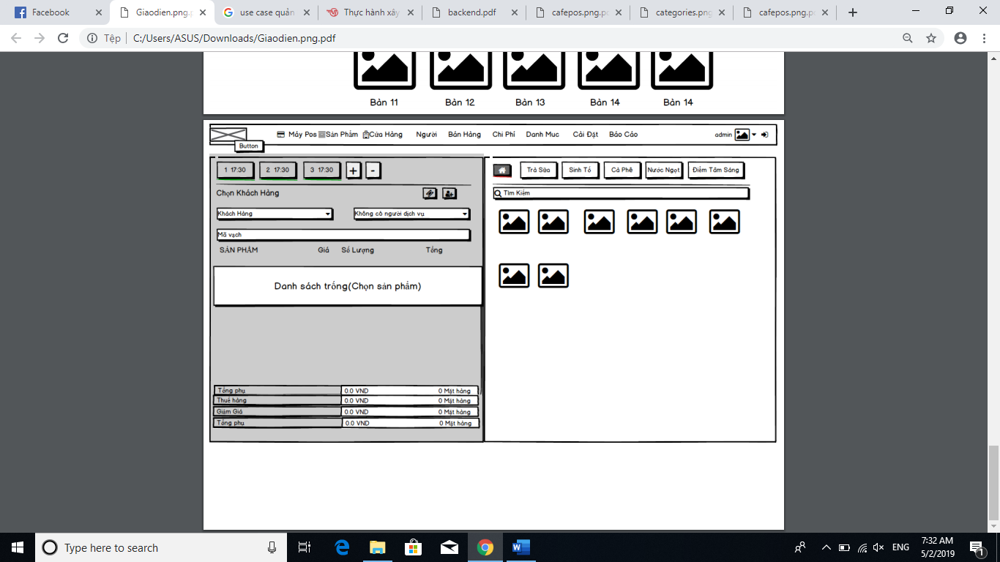 Facebook
Giaodien.png.p
use case quản
Thực hành xây
backend.pdf
cafepos.png.p
categories.png
cafepos.png.p
Tệp C:/Users/ASUS/Downloads/Giaodien.png.pdf
Bàn 11 Bàn 12 Bàn 13 Bàn 14 Bàn 14
Máy Pos Sản Phẩm Cửa Hàng Người Bán Hàng Chi Phí Danh Muc Cài Đặt Báo Cáo admin
Button
1 17:30 2 17:30 3 17:30 + -
Chọn Khách Hàng
Khách Hàng Không có người dịch vụ
Mã vạch
SẢN PHẨM Giá Số Lượng Tổng
Danh sách trống(Chọn sản phẩm)
Tổng phụ 0.0 VND 0 Mặt hàng
Thuế hàng 0.0 VND 0 Mặt hàng
Giảm Giá 0.0 VND 0 Mặt hàng
Tổng phụ 0.0 VND 0 Mặt hàng
Trà Sữa Sinh Tố Cà Phê Nước Ngọt Điểm Tâm Sáng
Tìm Kiếm
Type here to search
ENG
7:32 AM
5/2/2019
1